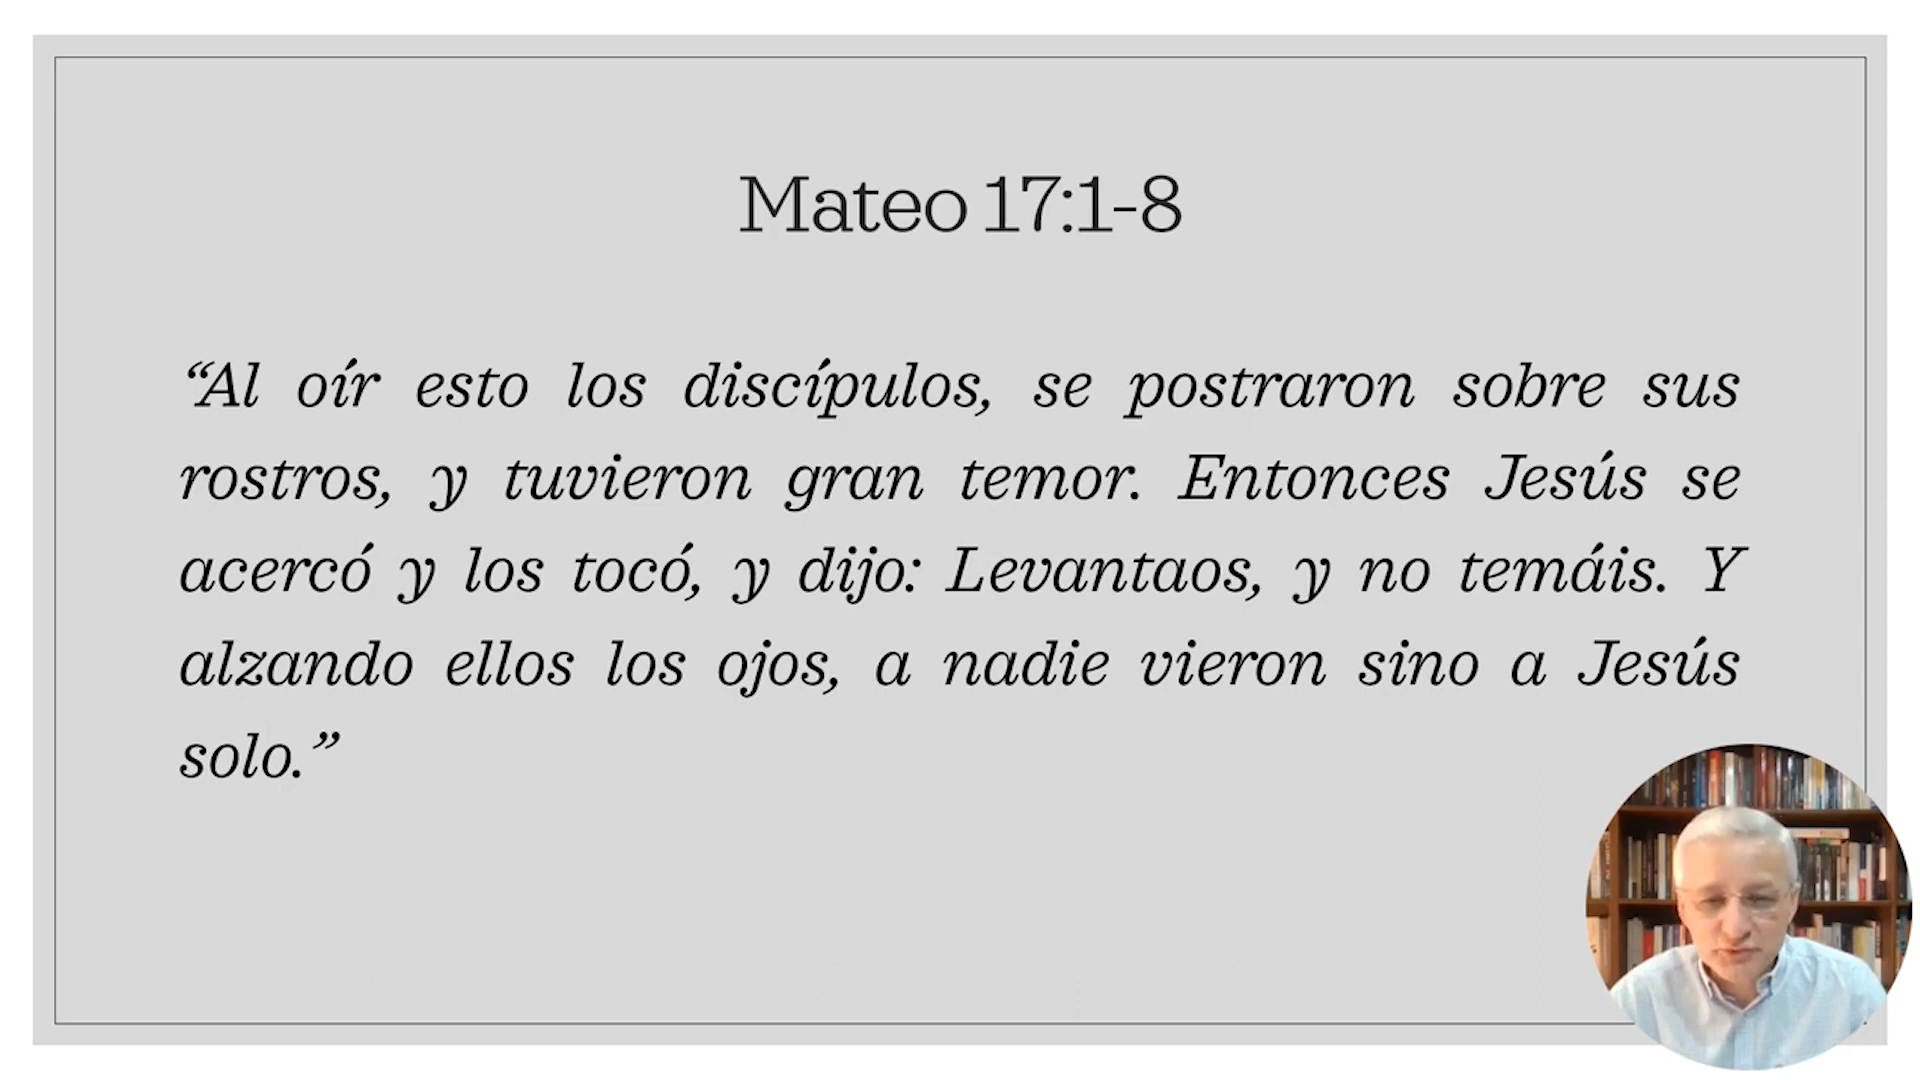 Mateo 17:1-8
“Al oír esto los discípulos, se postraron sobre sus
rostros, y tuvieron gran temor. Entonces Jesús se
acercó y los tocó, y dijo: Levantaos, y no temáis. Y
alzando ellos los ojos, a nadie vieron sino a Jesús
solo.”